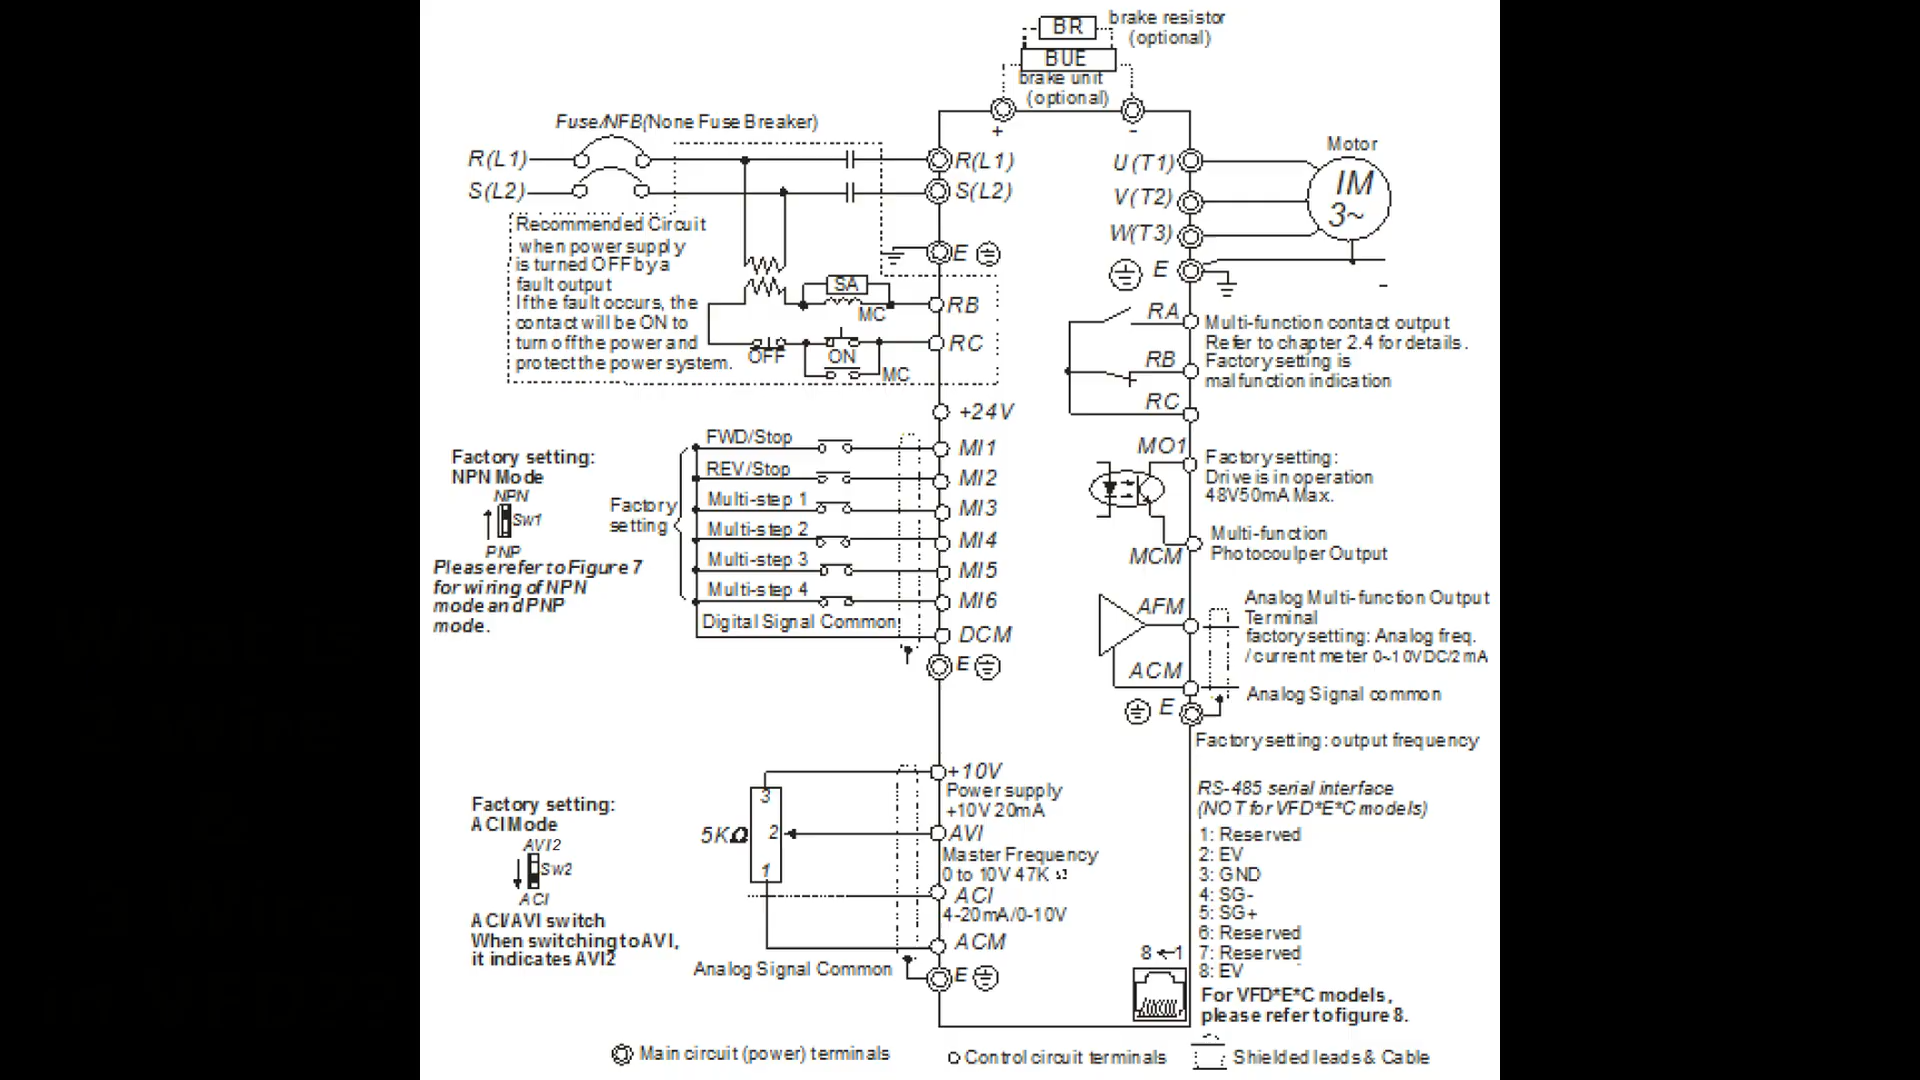 BR
brake resistor
(optional)
BUE
brake unit
(optional)
+
-
Fuse/NFB(None Fuse Breaker)
R(L1)
S(L2)
R(L1)
S(L2)
E
Recommended Circuit
when power supply
is turned OFF by a
fault output
If the fault occurs, the
contact will be ON to
turn off the power and
protect the power system.
SA
MC
OFF
ON
MC
RB
RC
U(T1)
V(T2)
W(T3)
E
Motor
IM
3~
-
RA
RB
RC
Multi-function contact output
Refer to chapter 2.4 for details.
Factory setting is
malfunction indication
+24V
Factory setting:
NPN Mode
NPN
Sw1
PNP
Please refer to Figure 7
for wiring of NPN
mode and PNP
mode.
Factory
setting
FWD/Stop
REV/Stop
Multi-step 1
Multi-step 2
Multi-step 3
Multi-step 4
Digital Signal Common
MI1
MI2
MI3
MI4
MI5
MI6
DCM
E
MO1
Factory setting:
Drive is in operation
48V50mA Max.
Multi-function
Photocoulper Output
MCM
AFM
Analog Multi-function Output
Terminal
factory setting: Analog freq.
/ current meter 0~10VDC/2mA
ACM
Analog Signal common
E
Factory setting: output frequency
Factory setting:
ACI Mode
AVI2
Sw2
ACI
ACI/AVI switch
When switching to AVI,
it indicates AVI2
5KΩ
3
2
1
+10V
Power supply
+10V 20mA
AVI
Master Frequency
0 to 10V 47K Ω
ACI
4-20mA/0-10V
ACM
Analog Signal Common
E
RS-485 serial interface
(NOT for VFD*E*C models)
1: Reserved
2: EV
3: GND
4: SG-
5: SG+
6: Reserved
7: Reserved
8: EV
8←1
For VFD*E*C models,
please refer to figure 8.
Main circuit (power) terminals
Control circuit terminals
Shielded leads & Cable